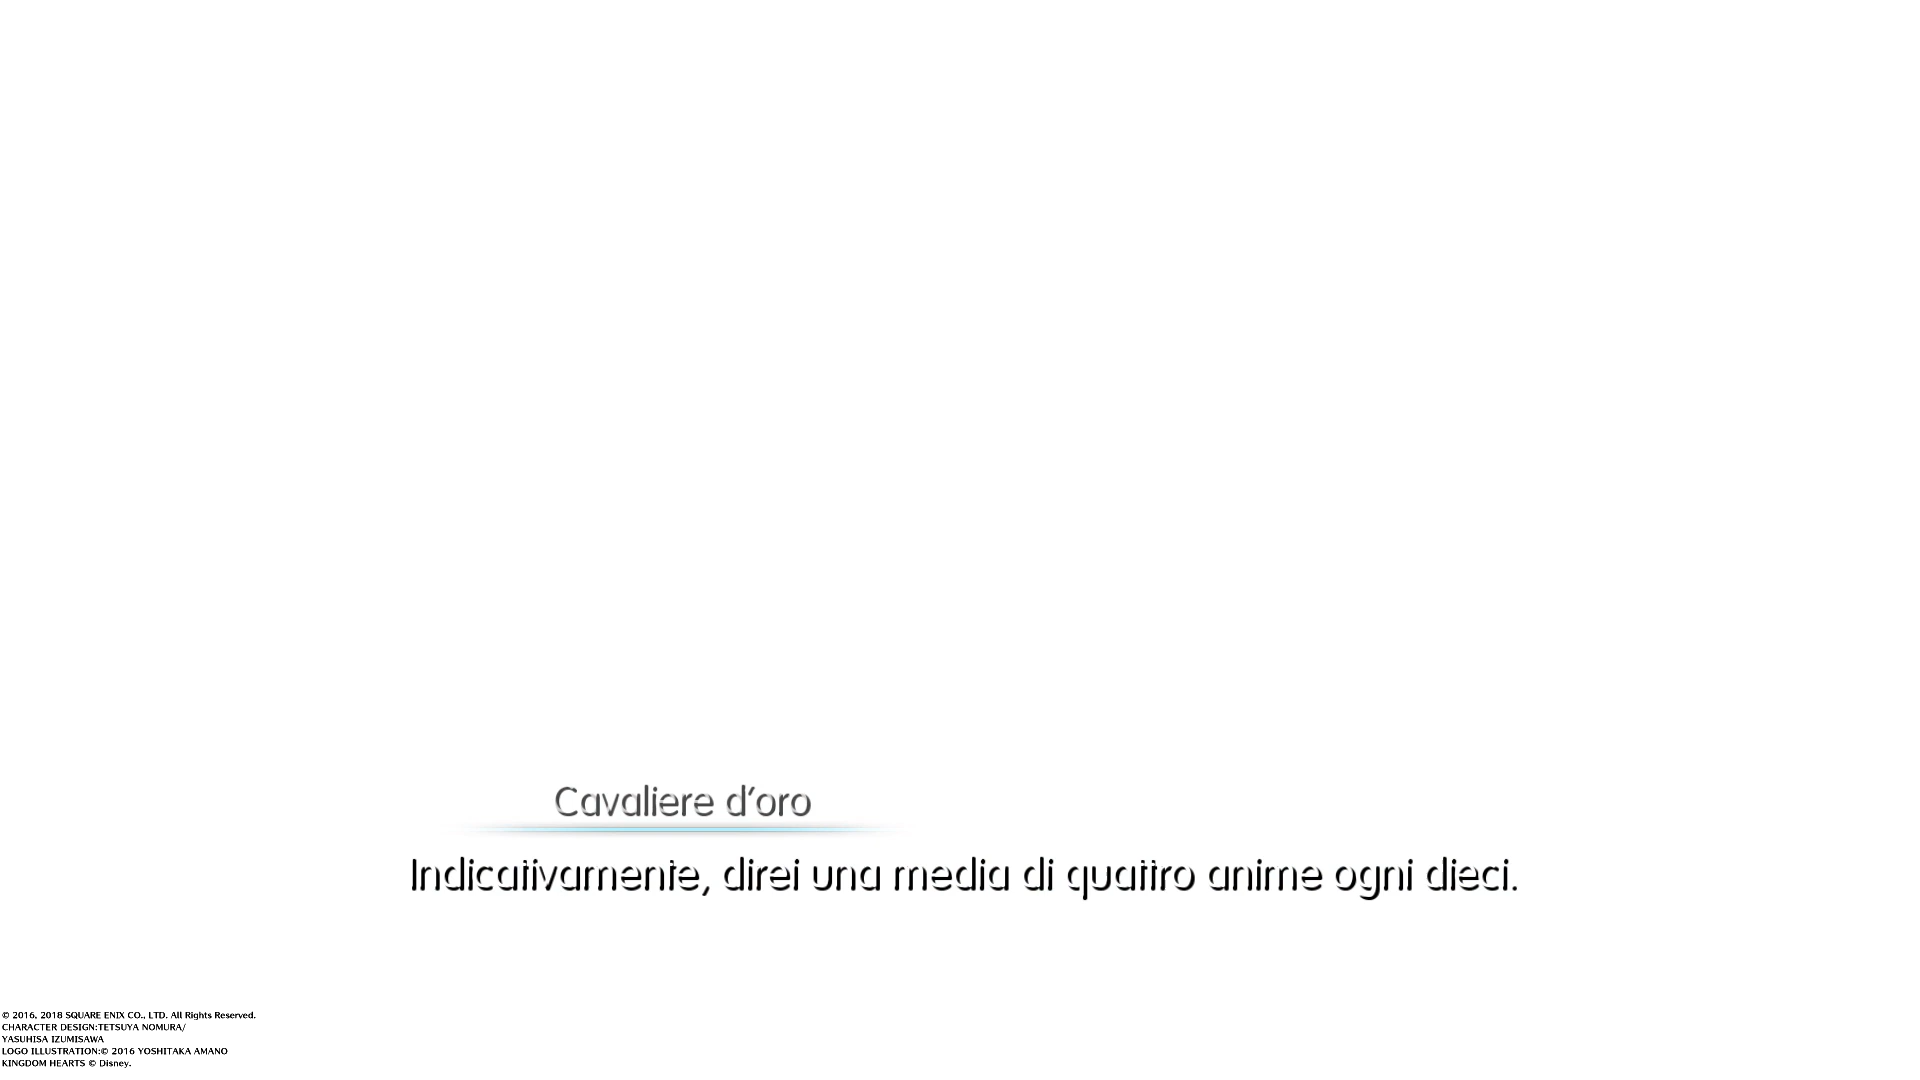 Cavaliere d'oro
Indicativamente, direi una media di quattro anime ogni dieci.
© 2016, 2018 SQUARE ENIX CO., LTD. All Rights Reserved.
CHARACTER DESIGN:TETSUYA NOMURA/
YASUHISA IZUMISAWA
LOGO ILLUSTRATION:© 2016 YOSHITAKA AMANO
KINGDOM HEARTS © Disney.